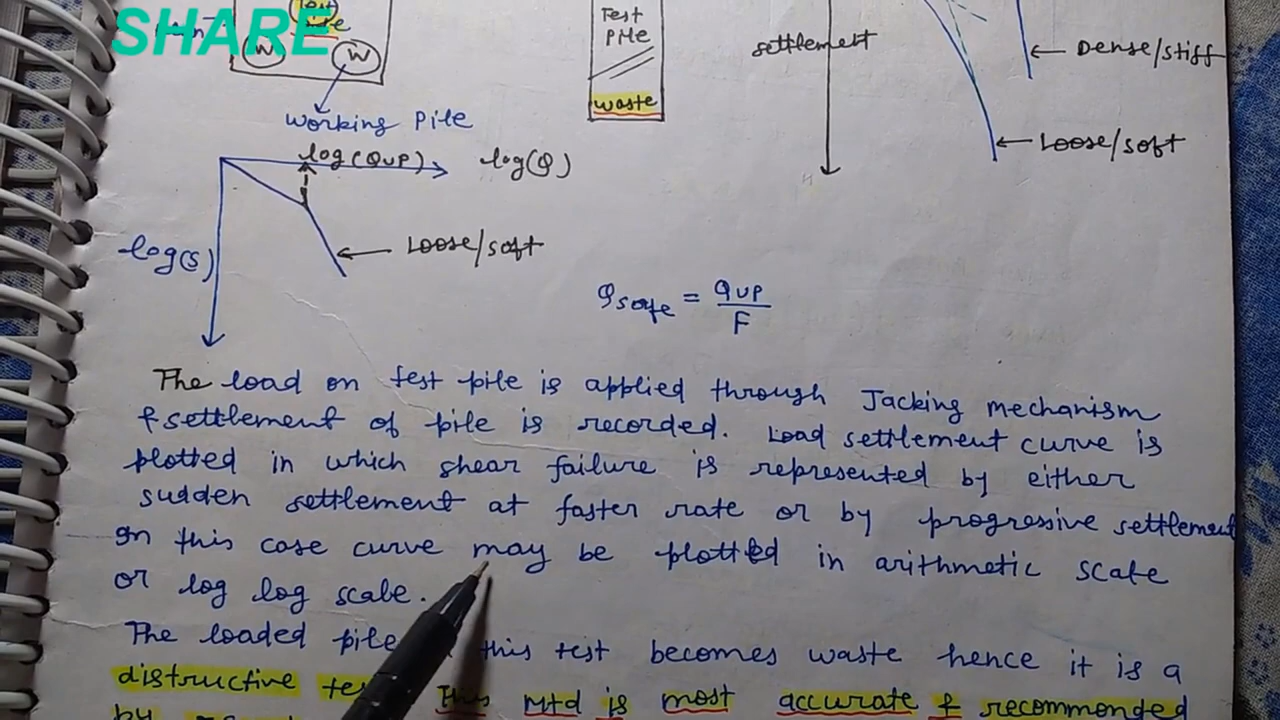 SHARE
Test
Test
Pile
W
W
waste
working Pile
settlement
Dense/stiff
Loose/soft
log(Qup)
log(Q)
log(s)
Loose/soft
Qsafe = Qup/F
The load on test pile is applied through Jacking mechanism
& settlement of pile is recorded. Load settlement curve is
plotted in which shear failure is represented by either
sudden settlement at faster rate or by progressive settlement
In this case curve may be plotted in arithmetic scale
or log log scale.
The loaded pile this test becomes waste hence it is a
distructive This Mtd is most accurate & recommonded
by